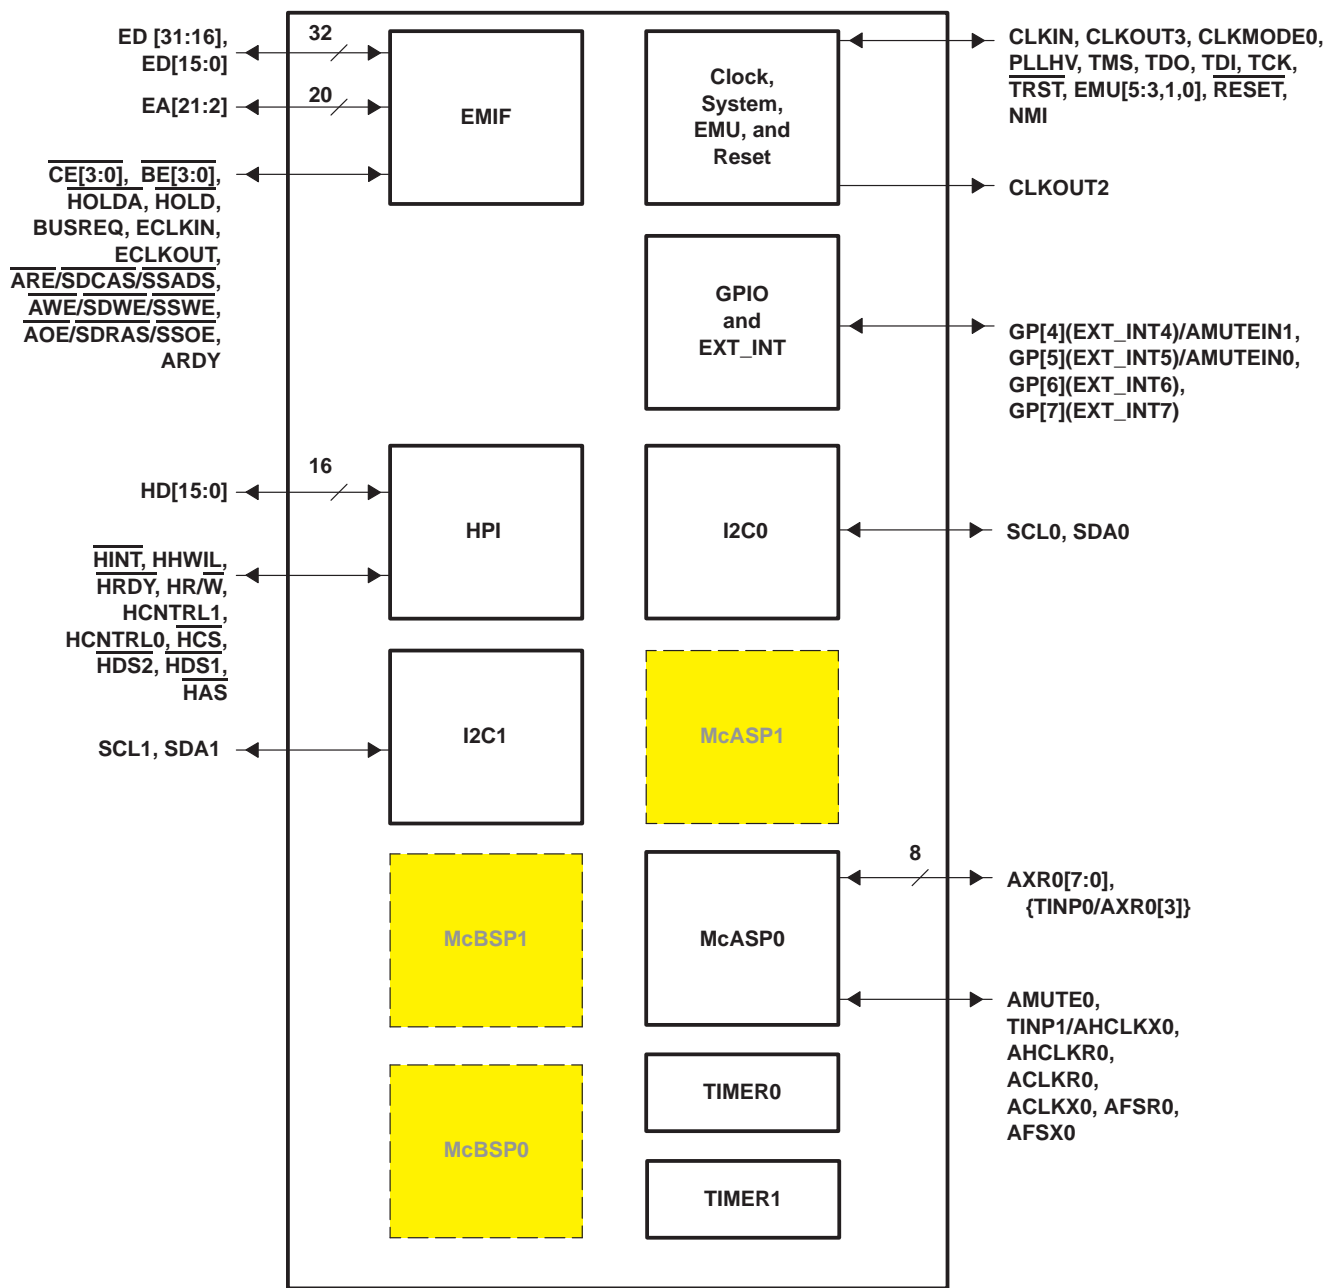 ED [31:16],
ED[15:0]
32
EA[21:2]
20
EMIF
CE[3:0], BE[3:0],
HOLDA, HOLD,
BUSREQ, ECLKIN,
ECLKOUT,
ARE/SDCAS/SSADS,
AWE/SDWE/SSWE,
AOE/SDRAS/SSOE,
ARDY
Clock,
System,
EMU, and
Reset
CLKIN, CLKOUT3, CLKMODE0,
PLLHV, TMS, TDO, TDI, TCK,
TRST, EMU[5:3,1,0], RESET,
NMI
CLKOUT2
GPIO
and
EXT_INT
GP[4](EXT_INT4)/AMUTEIN1,
GP[5](EXT_INT5)/AMUTEIN0,
GP[6](EXT_INT6),
GP[7](EXT_INT7)
HD[15:0]
16
HPI
HINT, HHWIL,
HRDY, HR/W,
HCNTRL1,
HCNTRL0, HCS,
HDS2, HDS1,
HAS
I2C0
SCL0, SDA0
SCL1, SDA1
I2C1
McASP1
McBSP1
McASP0
8
AXR0[7:0],
{TINP0/AXR0[3]}
AMUTE0,
TINP1/AHCLKX0,
AHCLKR0,
ACLKR0,
ACLKX0, AFSR0,
AFSX0
McBSP0
TIMER0
TIMER1